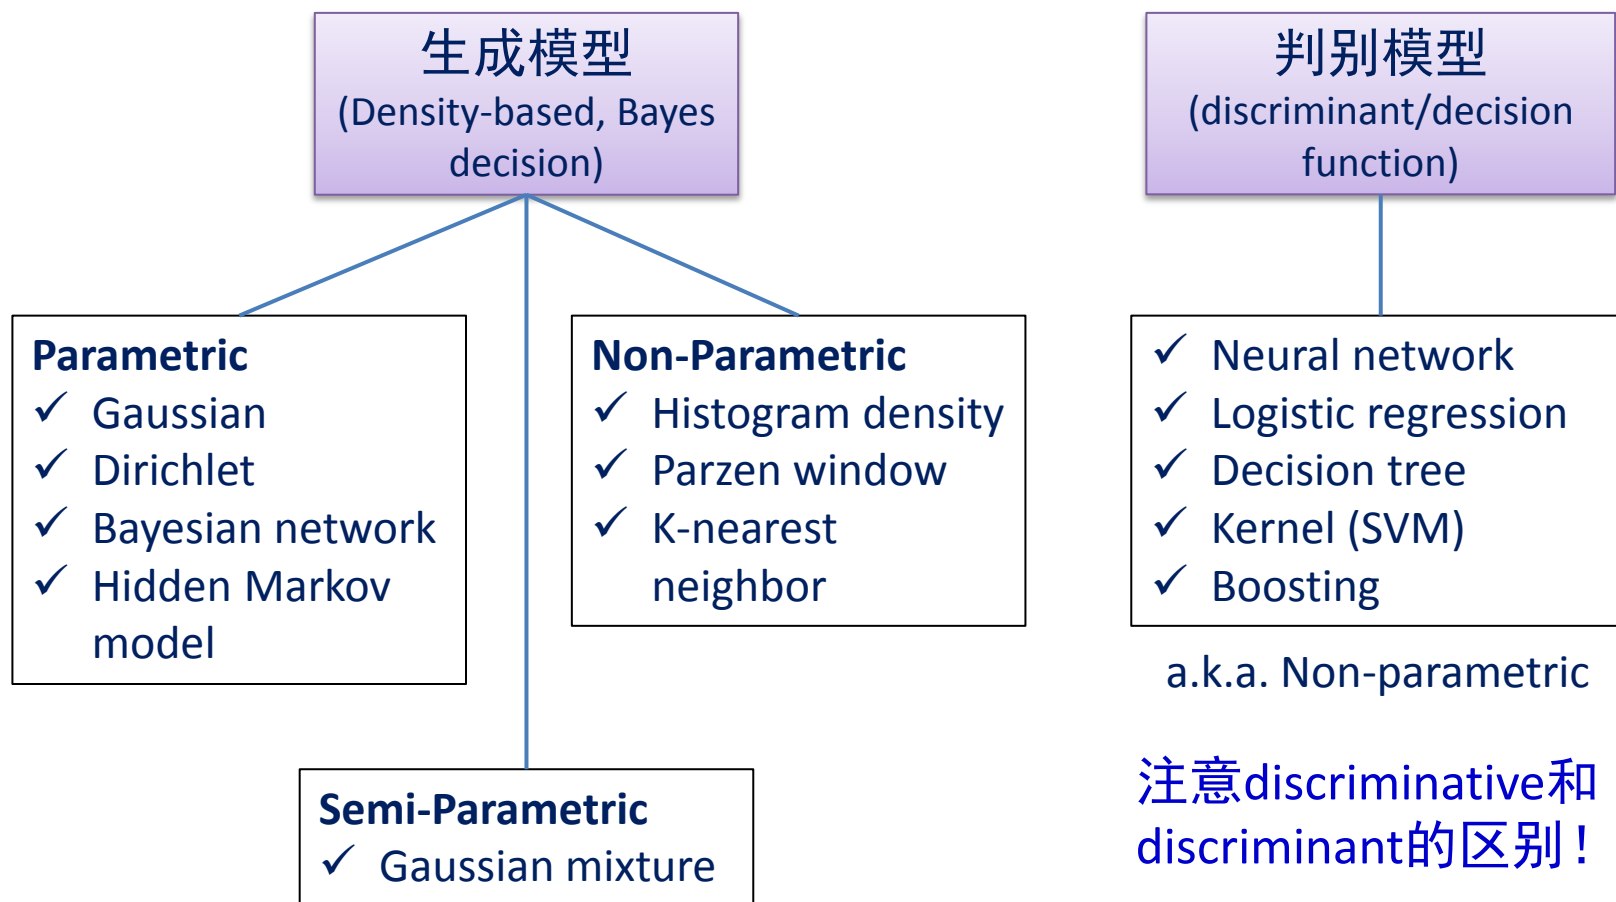 生成模型
(Density-based, Bayes
decision)
判别模型
(discriminant/decision
function)
Parametric
✓ Gaussian
✓ Dirichlet
✓ Bayesian network
✓ Hidden Markov
model
Non-Parametric
✓ Histogram density
✓ Parzen window
✓ K-nearest
neighbor
✓ Neural network
✓ Logistic regression
✓ Decision tree
✓ Kernel (SVM)
✓ Boosting
a.k.a. Non-parametric
Semi-Parametric
✓ Gaussian mixture
注意discriminative和
discriminant的区别！